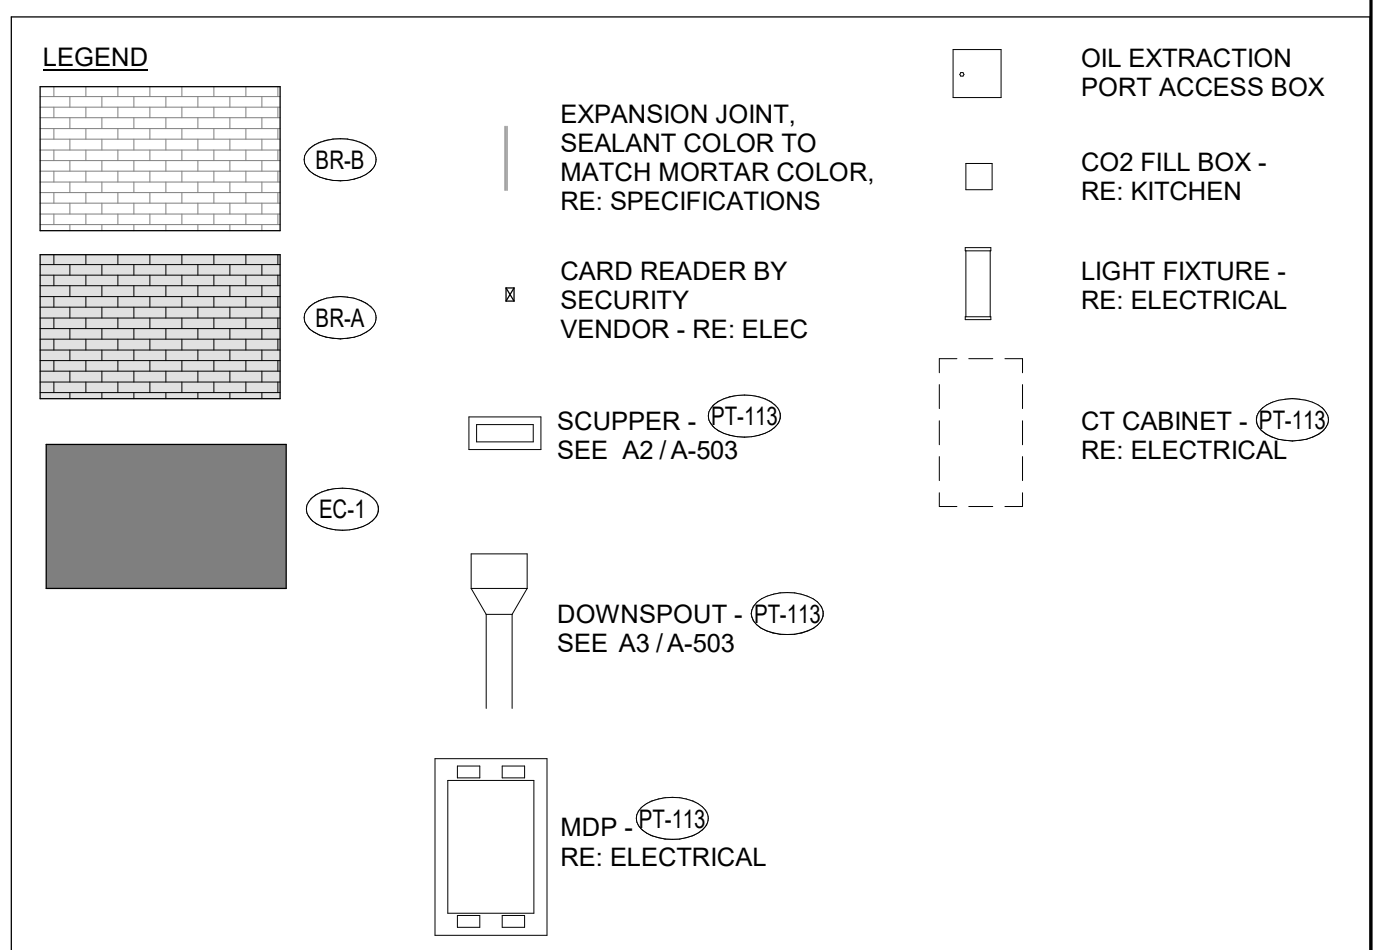 LEGEND
BR-B
BR-A
EC-1
EXPANSION JOINT,
SEALANT COLOR TO
MATCH MORTAR COLOR,
RE: SPECIFICATIONS
CARD READER BY
SECURITY
VENDOR - RE: ELEC
SCUPPER - PT-113
SEE A2 / A-503
DOWNSPOUT - PT-113
SEE A3 / A-503
MDP - PT-113
RE: ELECTRICAL
OIL EXTRACTION
PORT ACCESS BOX
CO2 FILL BOX -
RE: KITCHEN
LIGHT FIXTURE -
RE: ELECTRICAL
CT CABINET - PT-113
RE: ELECTRICAL